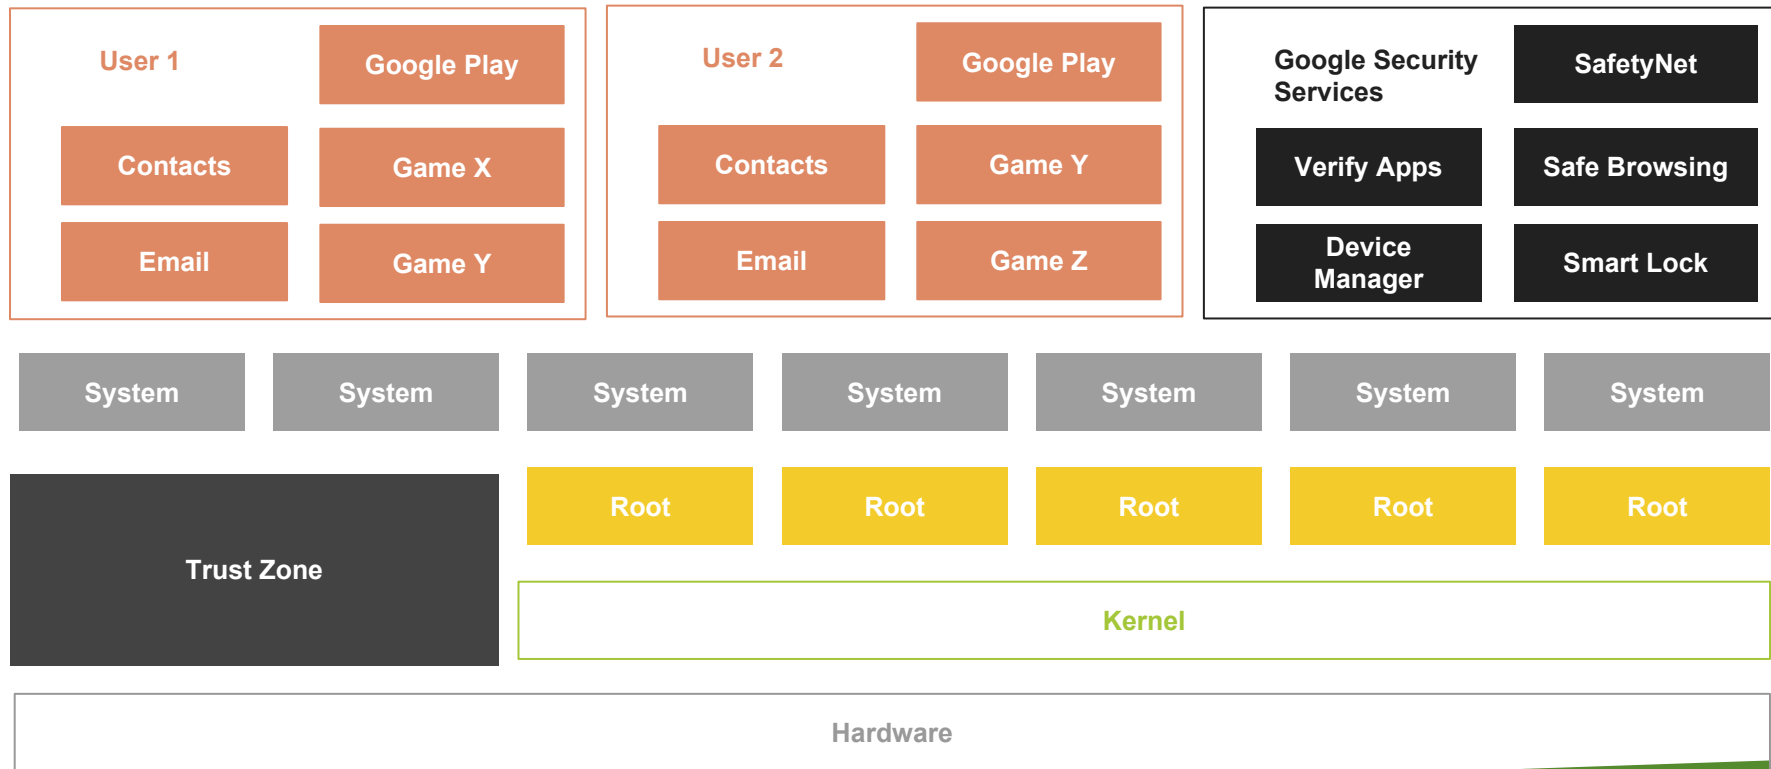 User 1
Google Play
Contacts
Game X
Email
Game Y
User 2
Google Play
Contacts
Game Y
Email
Game Z
Google Security
Services
SafetyNet
Verify Apps
Safe Browsing
Device
Manager
Smart Lock
System
System
System
System
System
System
System
Trust Zone
Root
Root
Root
Root
Root
Kernel
Hardware